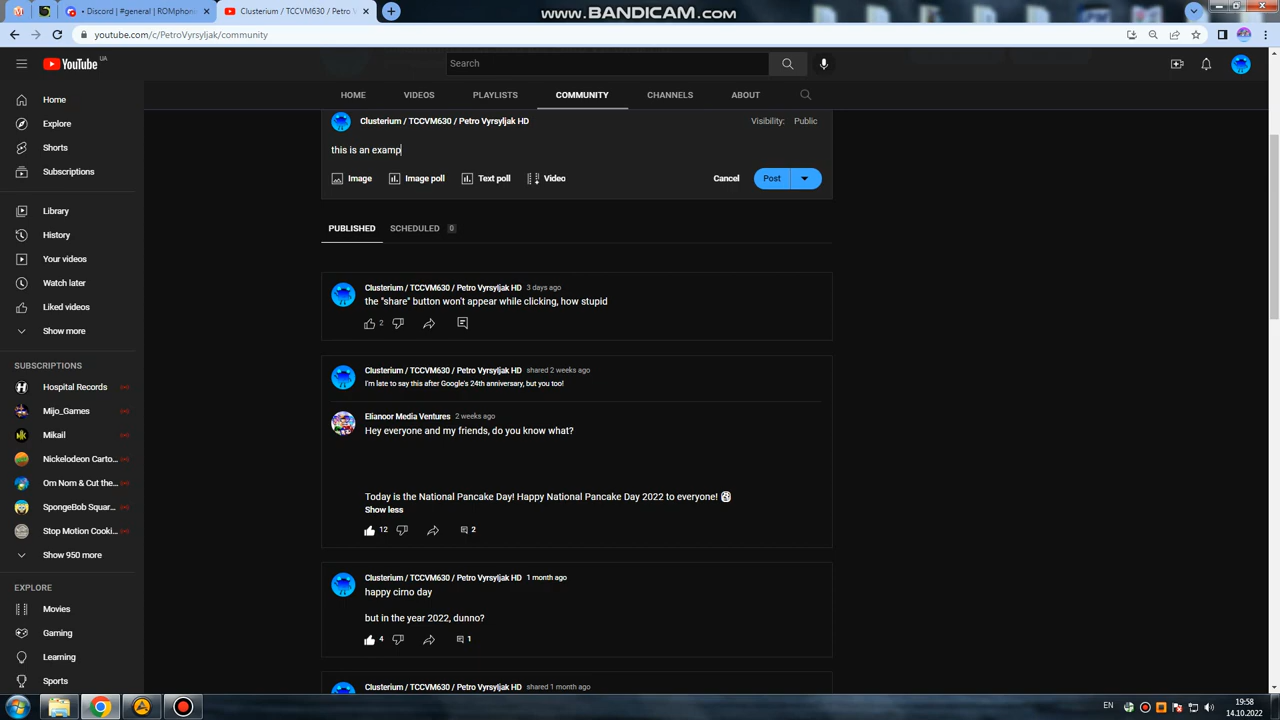 www.BANDICAM.com
Discord | #general | ROMphon
Clusterium / TCCVM630 / Petro V
youtube.com/c/PetroVyrsyljak/community
YouTube UA
Search
HOME VIDEOS PLAYLISTS COMMUNITY CHANNELS ABOUT
Home
Explore
Shorts
Subscriptions
Library
History
Your videos
Watch later
Liked videos
Show more
SUBSCRIPTIONS
Hospital Records
Mijo_Games
Mikail
Nickelodeon Carto...
Om Nom & Cut the...
SpongeBob Squar...
Stop Motion Cooki...
Show 950 more
EXPLORE
Movies
Gaming
Learning
Sports
Clusterium / TCCVM630 / Petro Vyrsyljak HD Visibility: Public
this is an examp
Image Image poll Text poll Video Cancel Post
PUBLISHED SCHEDULED 0
Clusterium / TCCVM630 / Petro Vyrsyljak HD 3 days ago
the "share" button won't appear while clicking, how stupid
2
Clusterium / TCCVM630 / Petro Vyrsyljak HD shared 2 weeks ago
I'm late to say this after Google's 24th anniversary, but you too!
Elianoor Media Ventures 2 weeks ago
Hey everyone and my friends, do you know what?
Today is the National Pancake Day! Happy National Pancake Day 2022 to everyone!
Show less
12 2
Clusterium / TCCVM630 / Petro Vyrsyljak HD 1 month ago
happy cirno day
but in the year 2022, dunno?
4 1
Clusterium / TCCVM630 / Petro Vyrsyljak HD shared 1 month ago
EN
19:58
14.10.2022